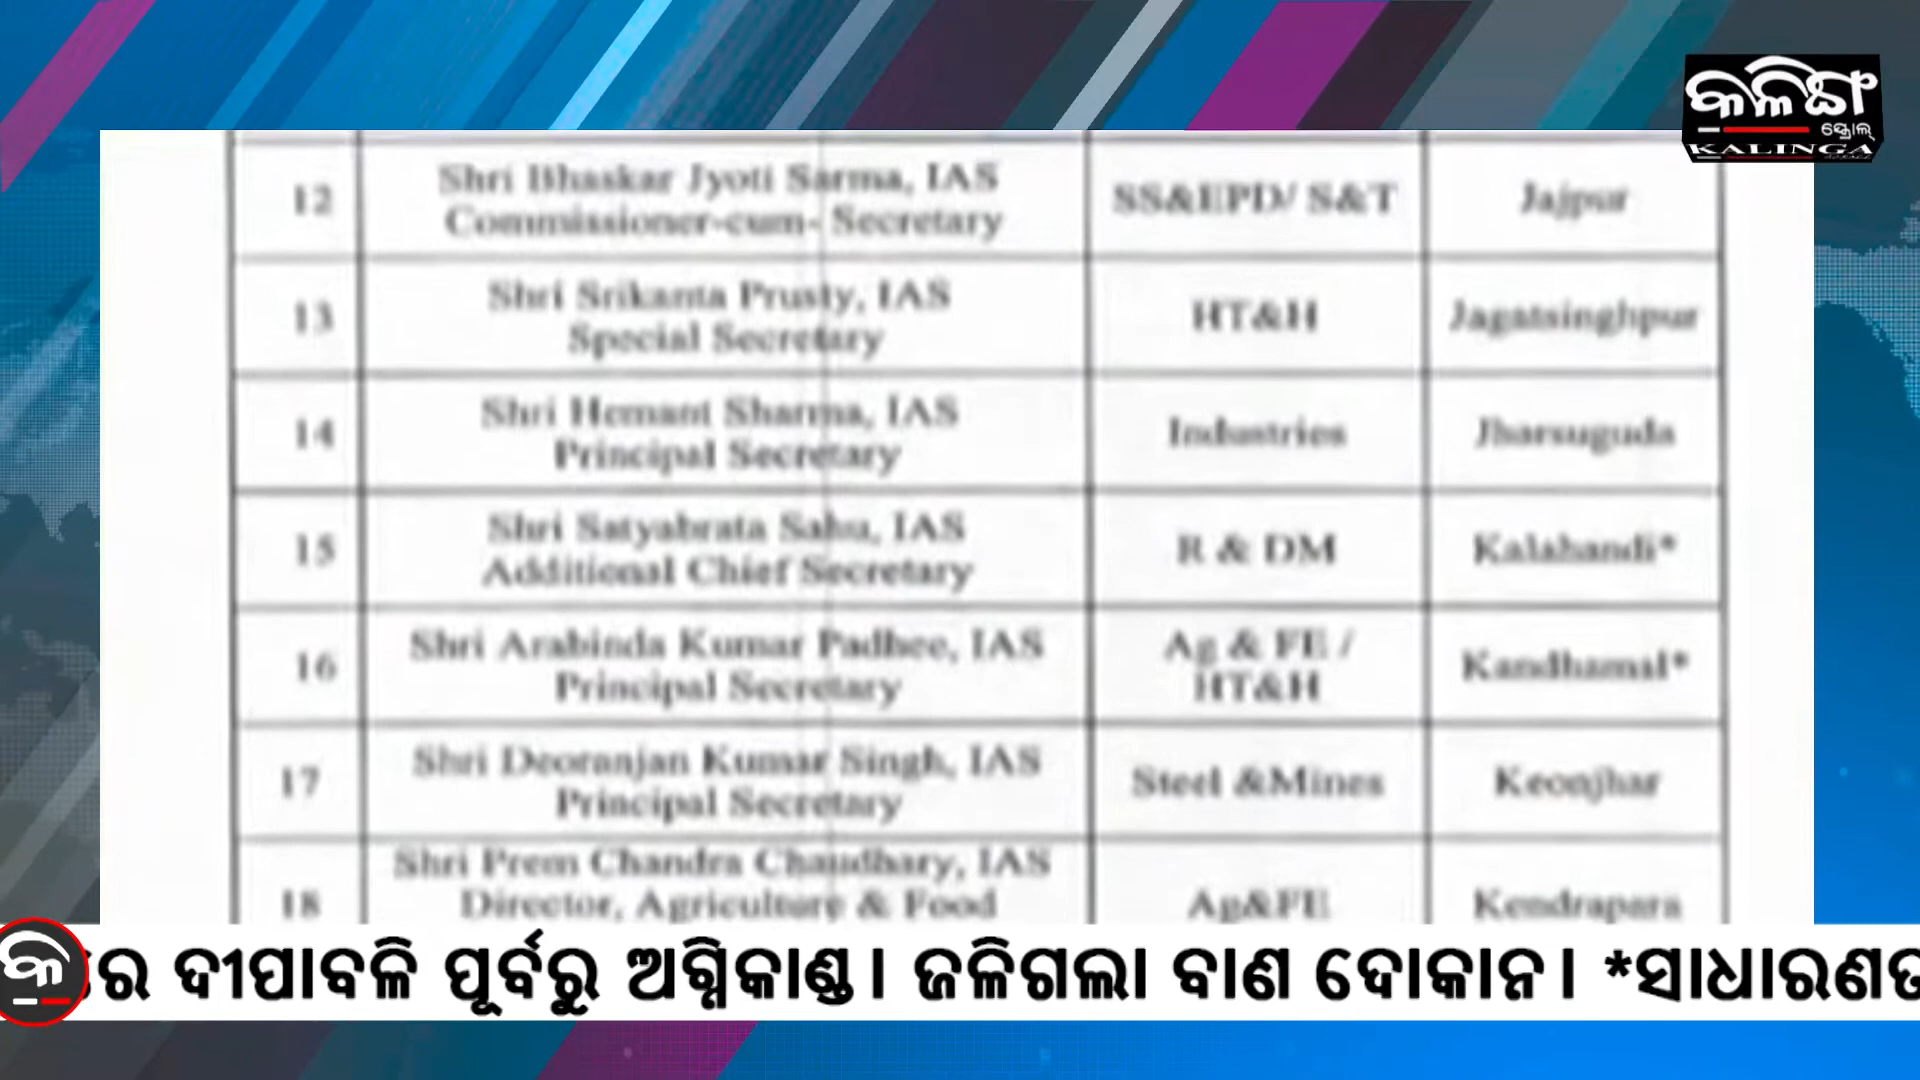 କଳିଙ୍ଗ
ସ୍କ୍ରୋଲ୍
KALINGA
12
Shri Bhaskar Jyoti Sarma, IAS
Commissioner-cum- Secretary
SS&EPD/ S&T
Jajpur
13
Shri Srikanta Prusty, IAS
Special Secretary
HT&H
Jagatsinghpur
14
Shri Hemant Sharma, IAS
Principal Secretary
Industries
Jharsuguda
15
Shri Satyabrata Sahu, IAS
Additional Chief Secretary
R & DM
Kalahandi*
16
Shri Arabinda Kumar Padhee, IAS
Principal Secretary
Ag & FE /
HT&H
Kandhamal*
17
Shri Deoranjan Kumar Singh, IAS
Principal Secretary
Steel &Mines
Keonjhar
18
Shri Prem Chandra Chaudhary, IAS
Director, Agriculture & Food
Ag&FE
Kendrapara
କ
ରେ ଦୀପାବଳି ପୂର୍ବରୁ ଅଗ୍ନିକାଣ୍ଡ। ଜଳିଗଲା ବାଣ ଦୋକାନ। *ସାଧାରଣତ